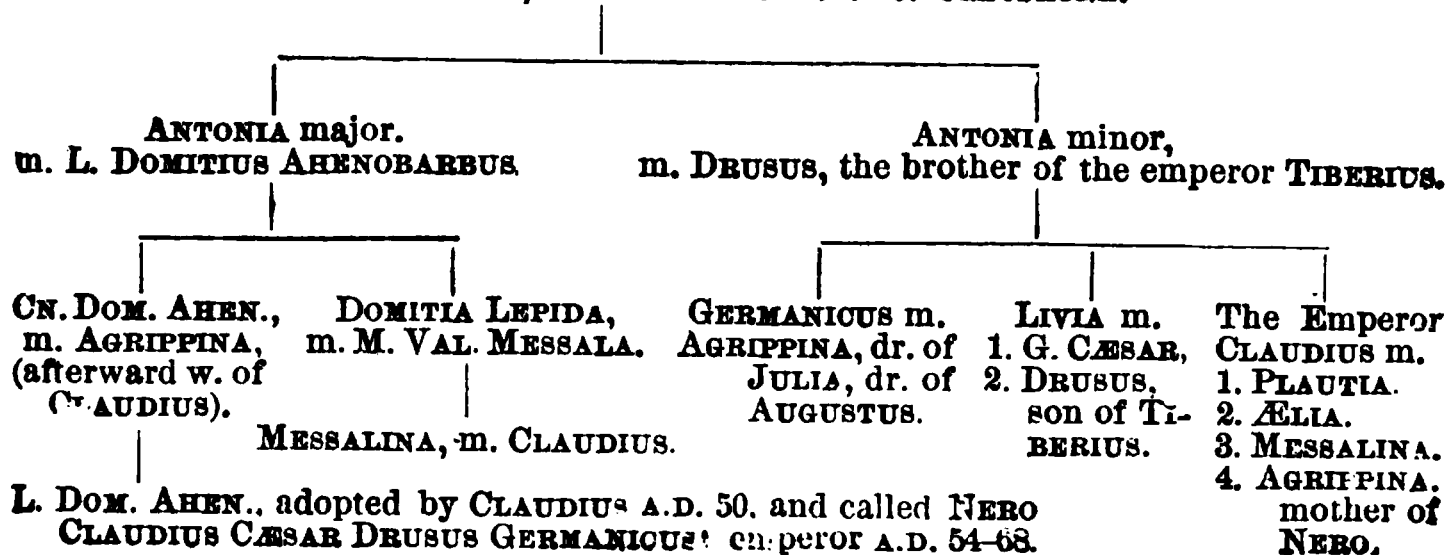 ANTONIA major.
m. L. DOMITIUS AHENOBARBUS.
ANTONIA minor,
m. DRUSUS, the brother of the emperor TIBERIUS.
CN. DOM. AHEN.,
m. AGRIPPINA,
(afterward w. of
CLAUDIUS).
DOMITIA LEPIDA,
m. M. VAL. MESSALA.
MESSALINA, m. CLAUDIUS.
GERMANICUS m.
AGRIPPINA, dr. of
JULIA, dr. of
AUGUSTUS.
LIVIA m.
1. G. CÆSAR,
2. DRUSUS,
son of TI-
BERIUS.
The Emperor
CLAUDIUS m.
1. PLAUTIA.
2. ÆLIA.
3. MESSALINA.
4. AGRIPPINA.
mother of
NERO.
L. DOM. AHEN., adopted by CLAUDIUS A.D. 50, and called NERO
CLAUDIUS CÆSAR DRUSUS GERMANICUS: emperor A.D. 54–68.